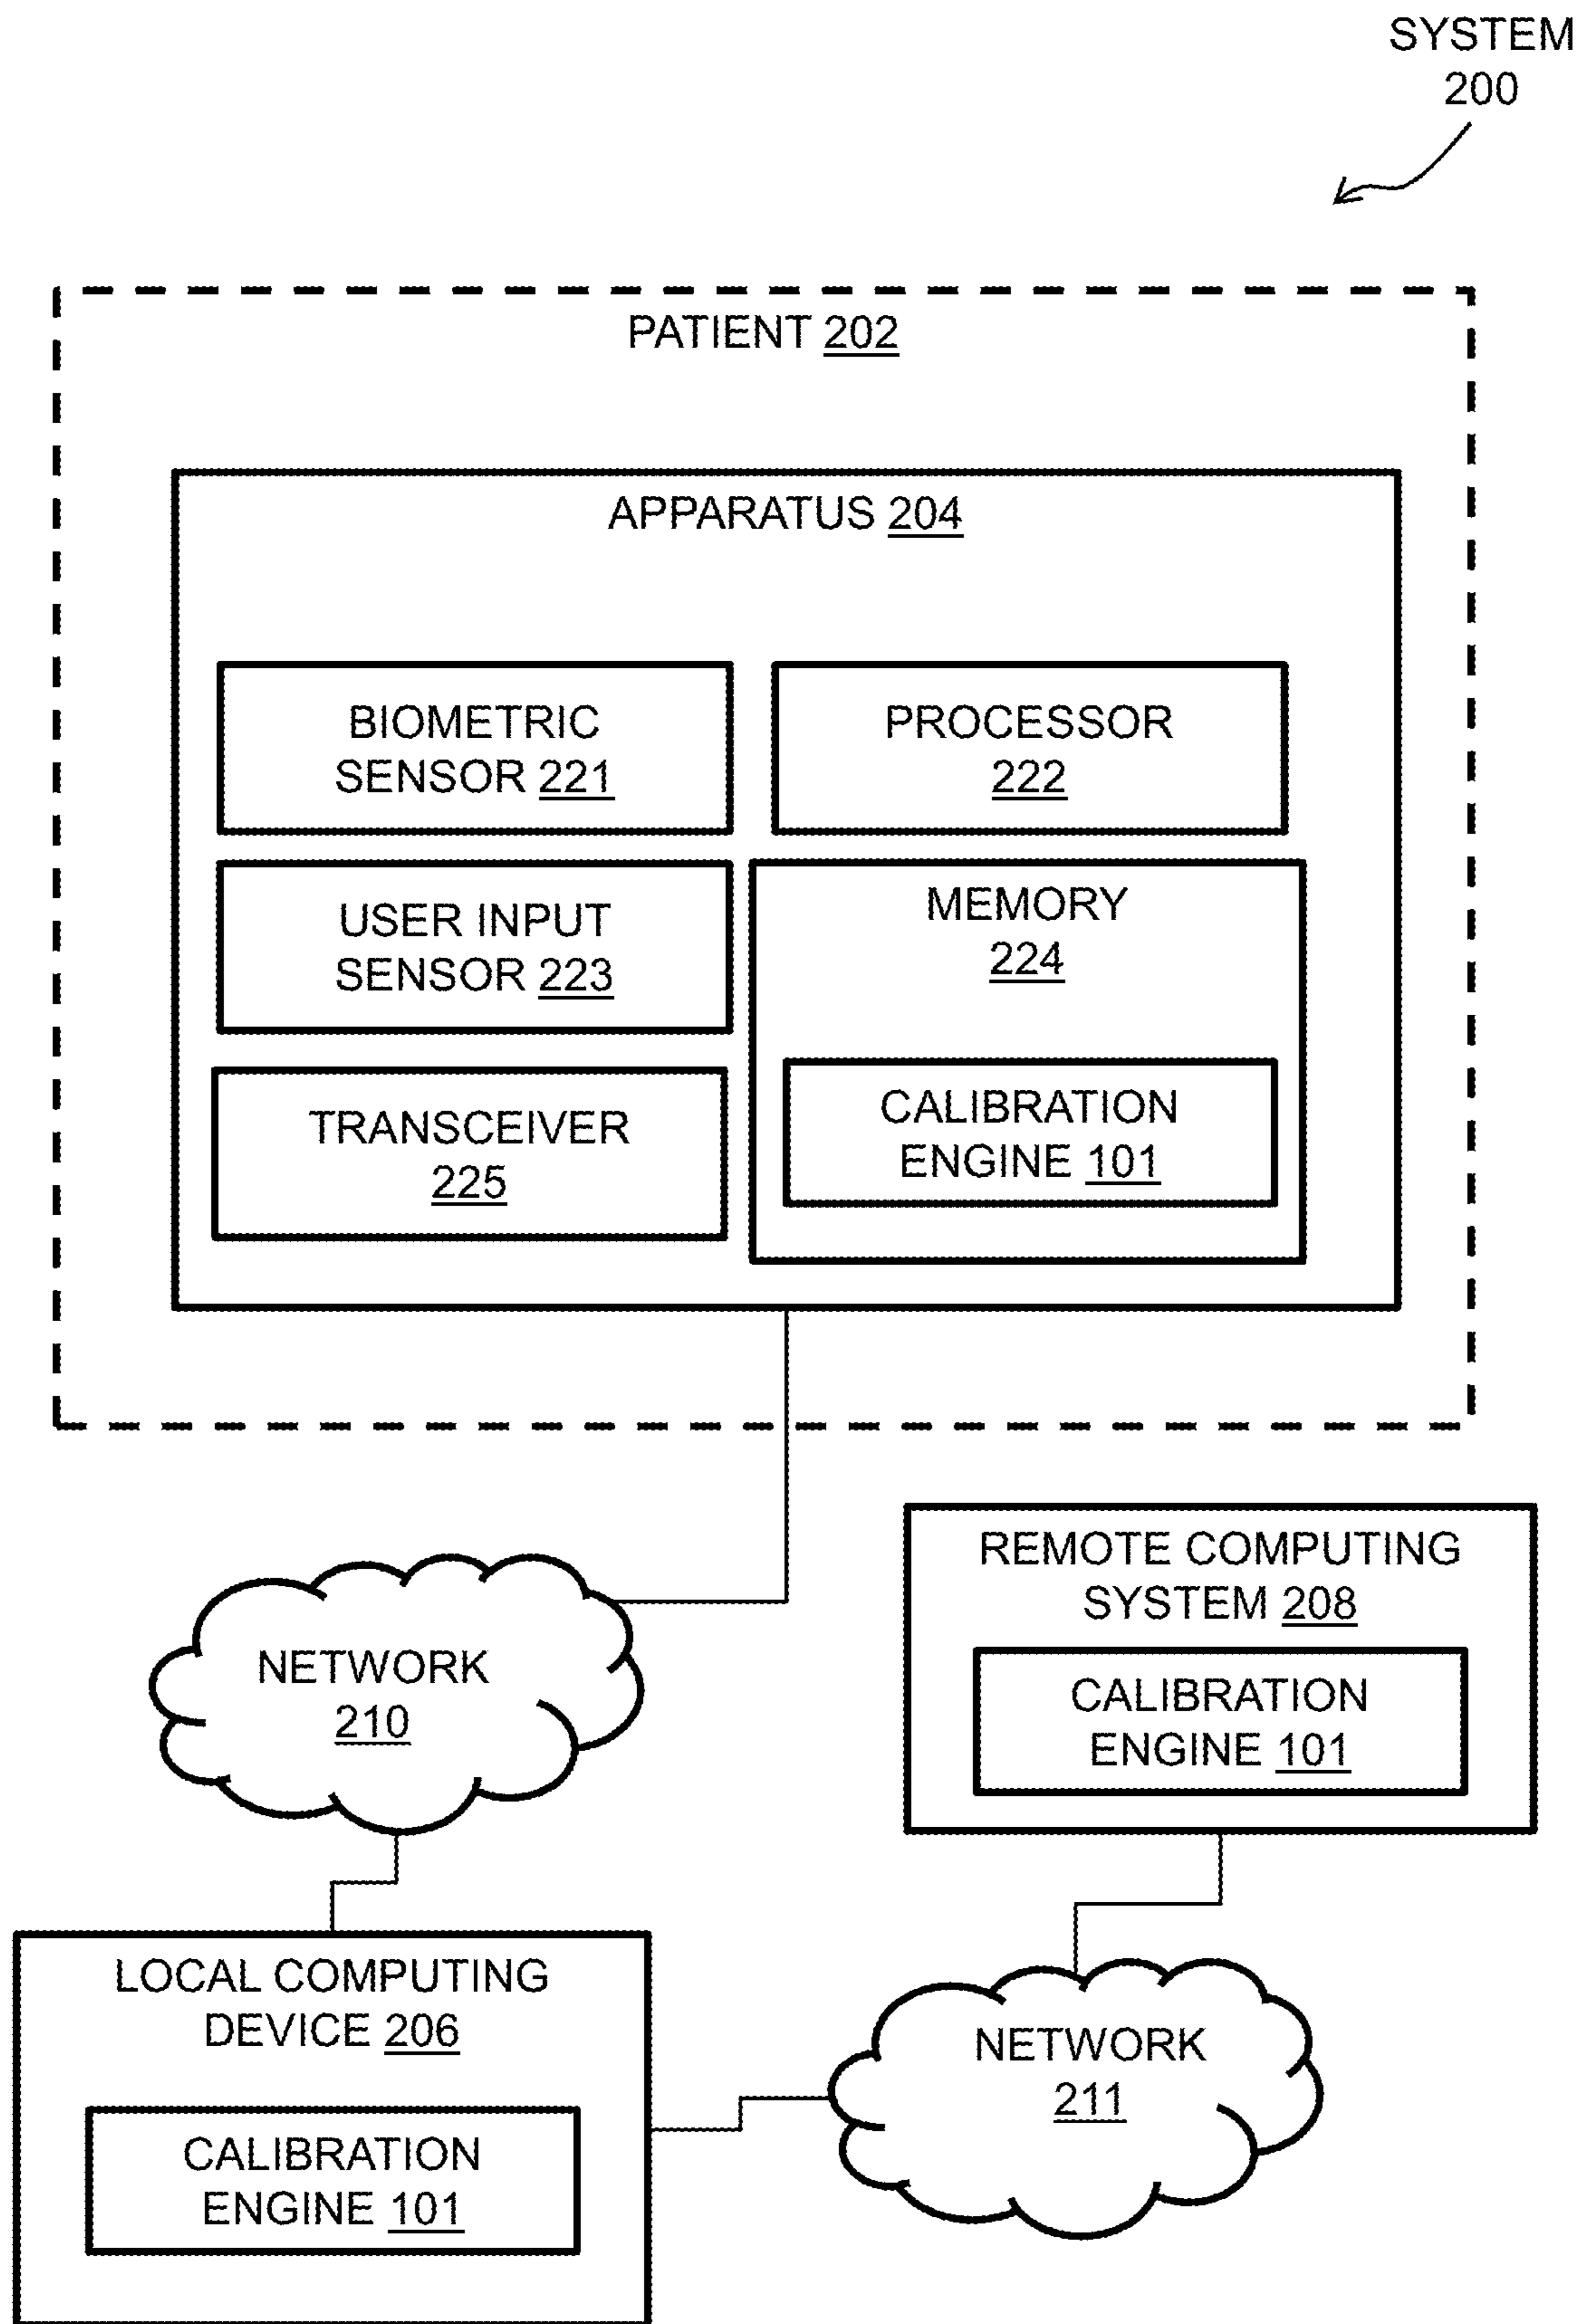 SYSTEM
200
PATIENT 202
APPARATUS 204
BIOMETRIC
SENSOR 221
PROCESSOR
222
USER INPUT
SENSOR 223
MEMORY
224
TRANSCEIVER
225
CALIBRATION
ENGINE 101
REMOTE COMPUTING
SYSTEM 208
CALIBRATION
ENGINE 101
NETWORK
210
LOCAL COMPUTING
DEVICE 206
CALIBRATION
ENGINE 101
NETWORK
211